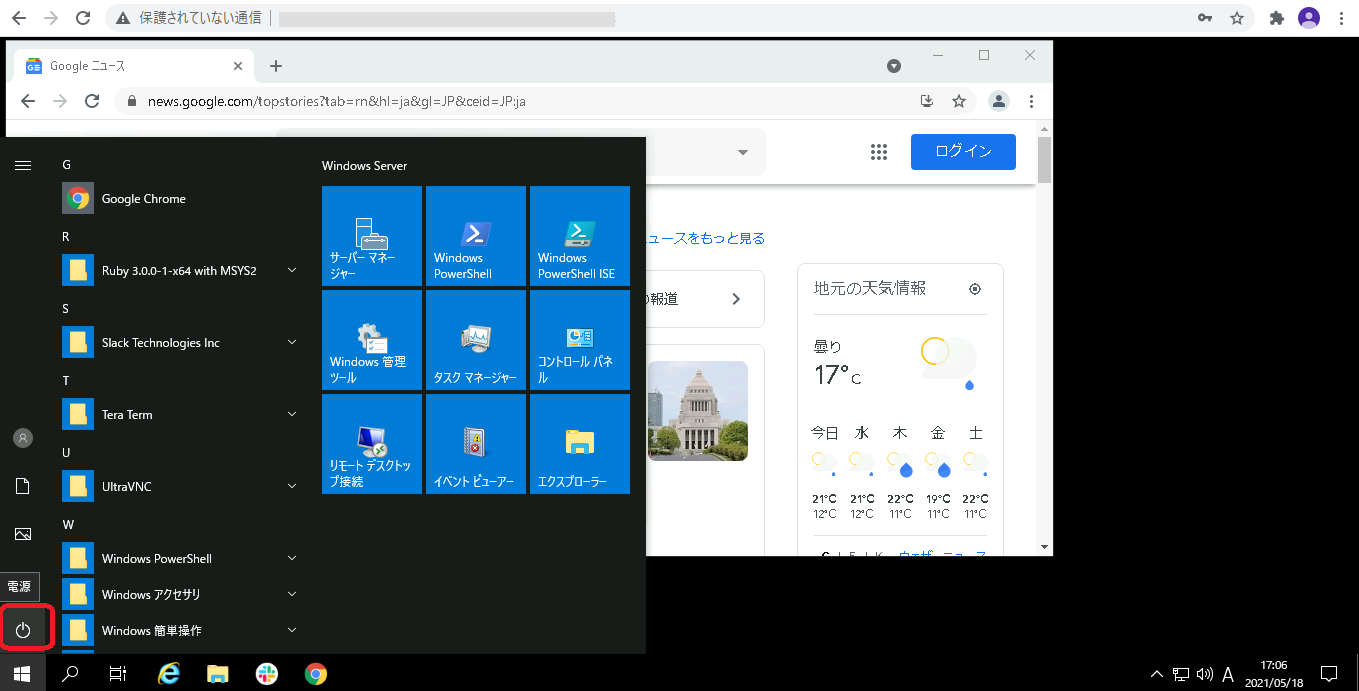 保護されていない通信
Google ニュース
news.google.com/topstories?tab=rn&hl=ja&gl=JP&ceid=JP:ja
ログイン
ュースをもっと見る
の報道
地元の天気情報
曇り
17°C
今日 水 木 金 土
21°C 21°C 22°C 19°C 22°C
12°C 12°C 11°C 11°C 11°C
C | F | K ウェザーニュース
G
Google Chrome
R
Ruby 3.0.0-1-x64 with MSYS2
S
Slack Technologies Inc
T
Tera Term
U
UltraVNC
W
Windows PowerShell
Windows アクセサリ
Windows 簡単操作
電源
Windows Server
サーバー マネー
ジャー
Windows
PowerShell
Windows
PowerShell ISE
Windows 管理
ツール
タスク マネージャー
コントロール パネ
ル
リモート デスクトッ
プ接続
イベント ビューアー
エクスプローラー
A
17:06
2021/05/18